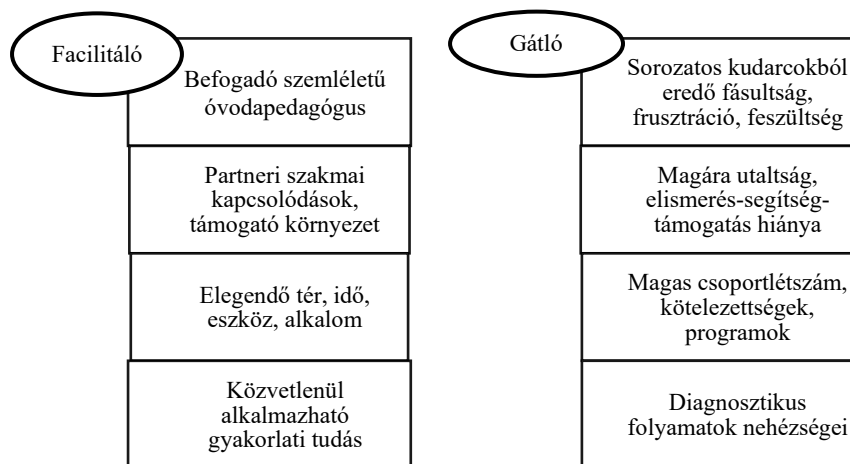 Facilitáló
Befogadó szemléletű
óvodapedagógus
Partneri szakmai
kapcsolódások,
támogató környezet
Elegendő tér, idő,
eszköz, alkalom
Közvetlenül
alkalmazható
gyakorlati tudás
Gátló
Sorozatos kudarcokból
eredő fásultság,
frusztráció, feszültség
Magára utaltság,
elismerés-segítség-
támogatás hiánya
Magas csoportlétszám,
kötelezettségek,
programok
Diagnosztikus
folyamatok nehézségei